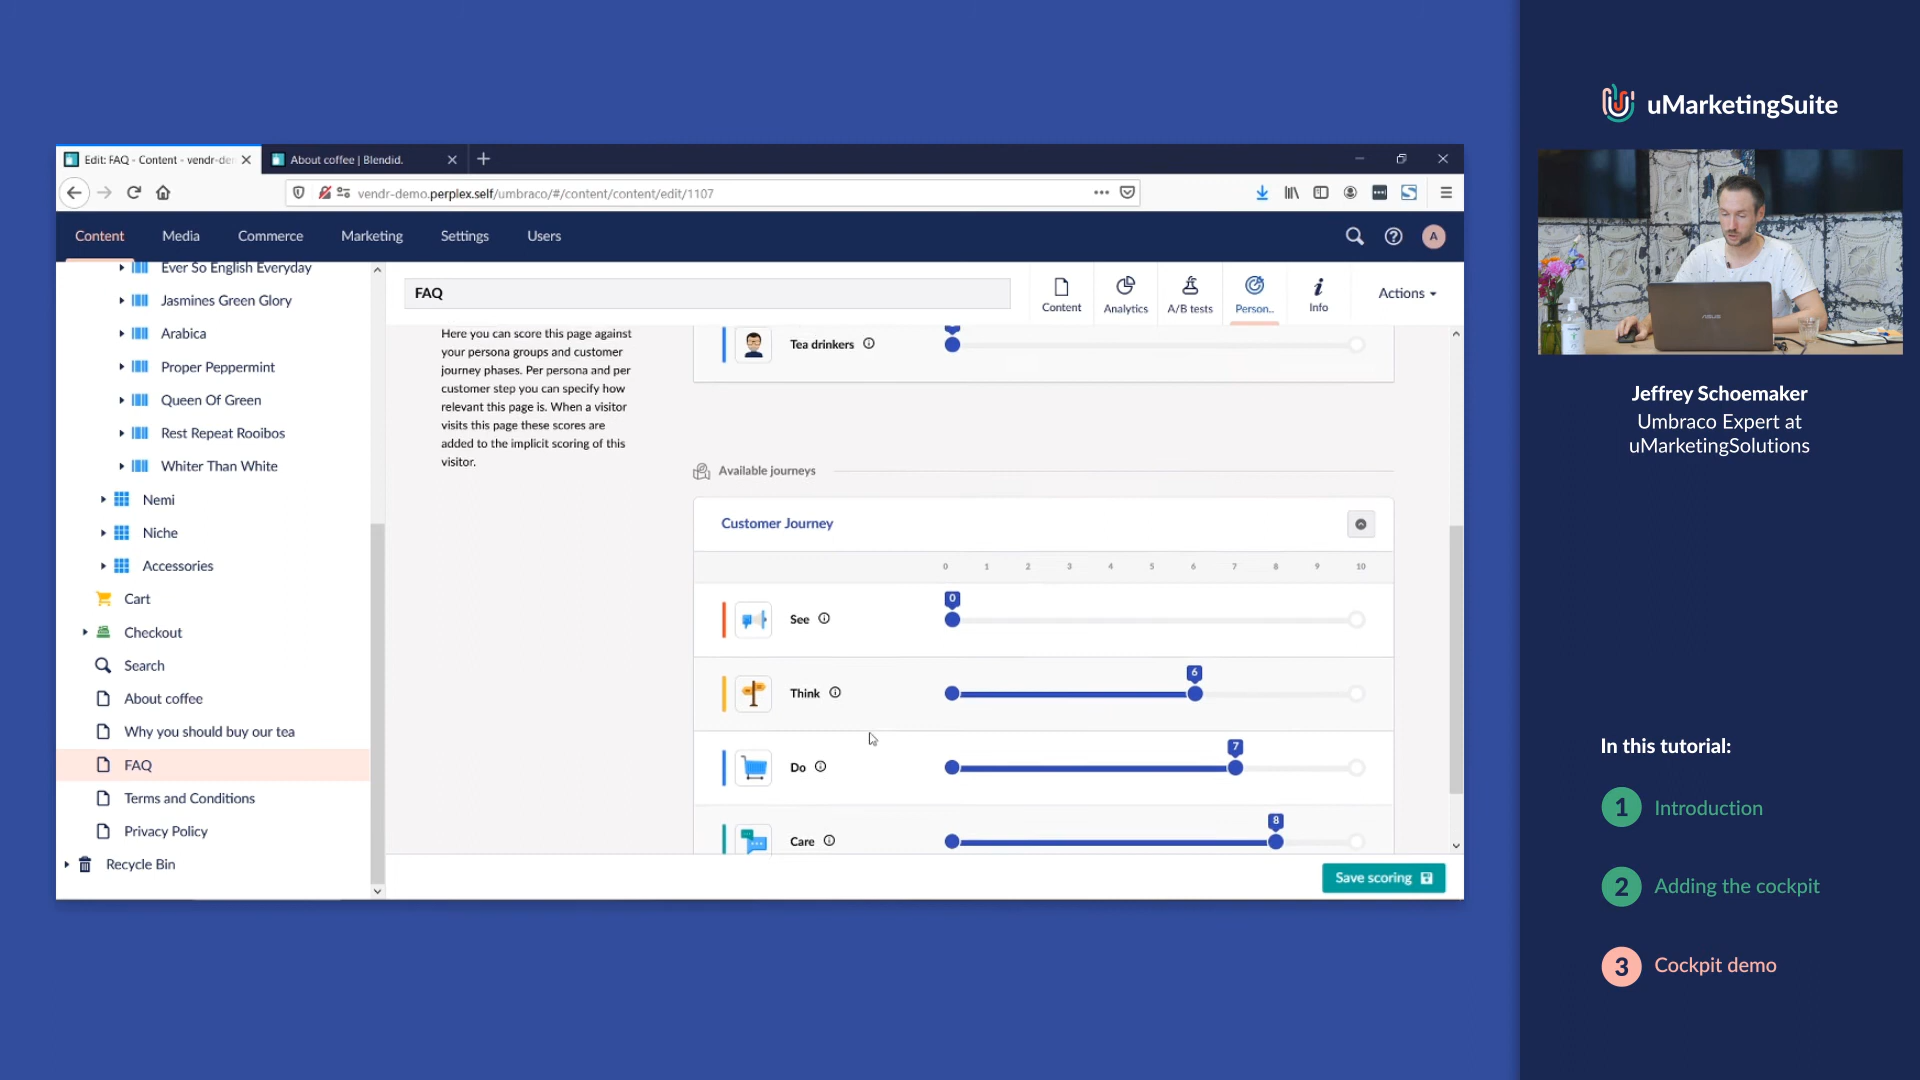 Edit: FAQ - Content - vendr-de
About coffee | Blendid.
vendr-demo.perplex.self/umbraco/#/content/content/edit/1107
Content
Media
Commerce
Marketing
Settings
Users
A
Ever So English Everyday
Jasmines Green Glory
Arabica
Proper Peppermint
Queen Of Green
Rest Repeat Rooibos
Whiter Than White
Nemi
Niche
Accessories
Cart
Checkout
Search
About coffee
Why you should buy our tea
FAQ
Terms and Conditions
Privacy Policy
Recycle Bin
FAQ
Content
Analytics
A/B tests
Person..
Info
Actions
Here you can score this page against
your persona groups and customer
journey phases. Per persona and per
customer step you can specify how
relevant this page is. When a visitor
visits this page these scores are
added to the implicit scoring of this
visitor.
Tea drinkers
Available journeys
Customer Journey
0 1 2 3 4 5 6 7 8 9 10
See
0
Think
6
Do
7
Care
8
Save scoring
uMarketingSuite
ASUS
Jeffrey Schoemaker
Umbraco Expert at
uMarketingSolutions
In this tutorial:
1 Introduction
2 Adding the cockpit
3 Cockpit demo